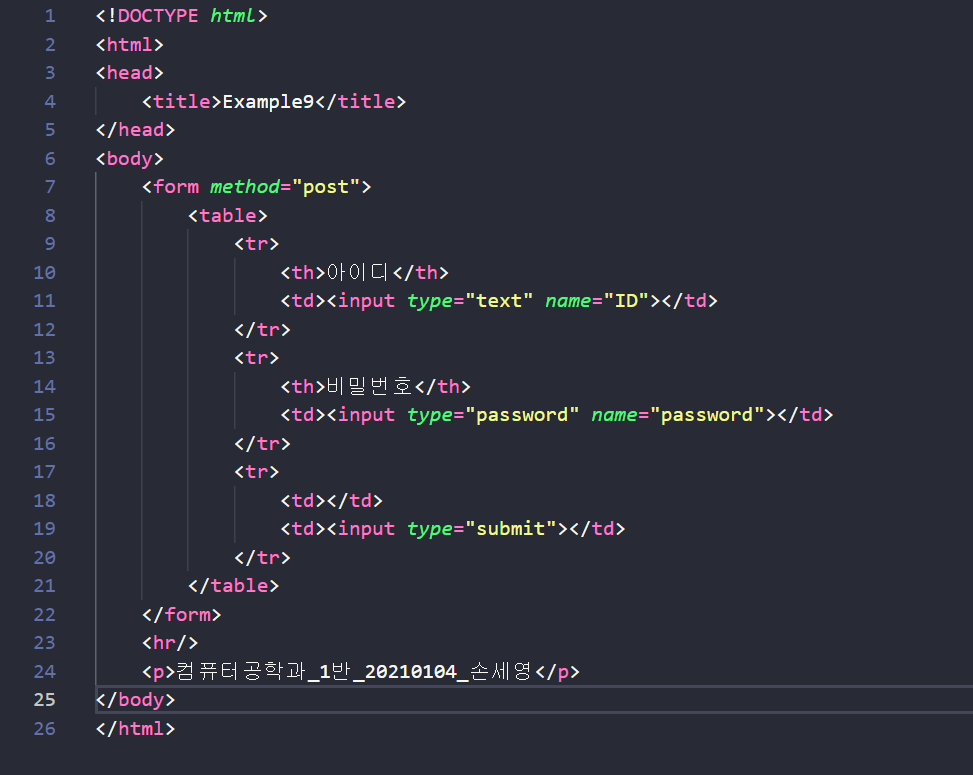 1 <!DOCTYPE html>
2 <html>
3 <head>
4     <title>Example9</title>
5 </head>
6 <body>
7     <form method="post">
8         <table>
9             <tr>
10                 <th>아이디</th>
11                 <td><input type="text" name="ID"></td>
12             </tr>
13             <tr>
14                 <th>비밀번호</th>
15                 <td><input type="password" name="password"></td>
16             </tr>
17             <tr>
18                 <td></td>
19                 <td><input type="submit"></td>
20             </tr>
21         </table>
22     </form>
23     <hr/>
24     <p>컴퓨터공학과_1반_20210104_손세영</p>
25 </body>
26 </html>